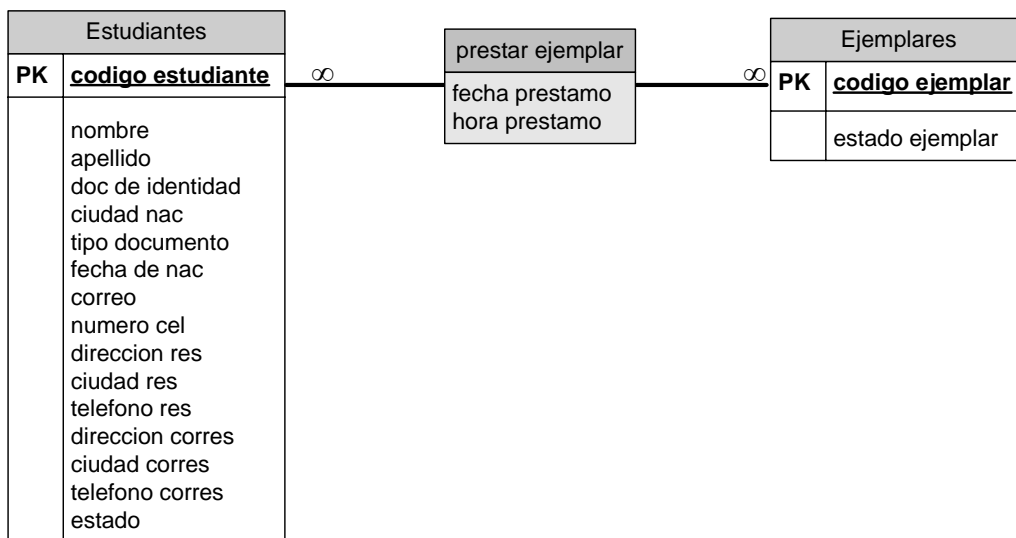 Estudiantes
PK codigo estudiante
nombre
apellido
doc de identidad
ciudad nac
tipo documento
fecha de nac
correo
numero cel
direccion res
ciudad res
telefono res
direccion corres
ciudad corres
telefono corres
estado
∞
prestar ejemplar
fecha prestamo
hora prestamo
∞
Ejemplares
PK codigo ejemplar
estado ejemplar